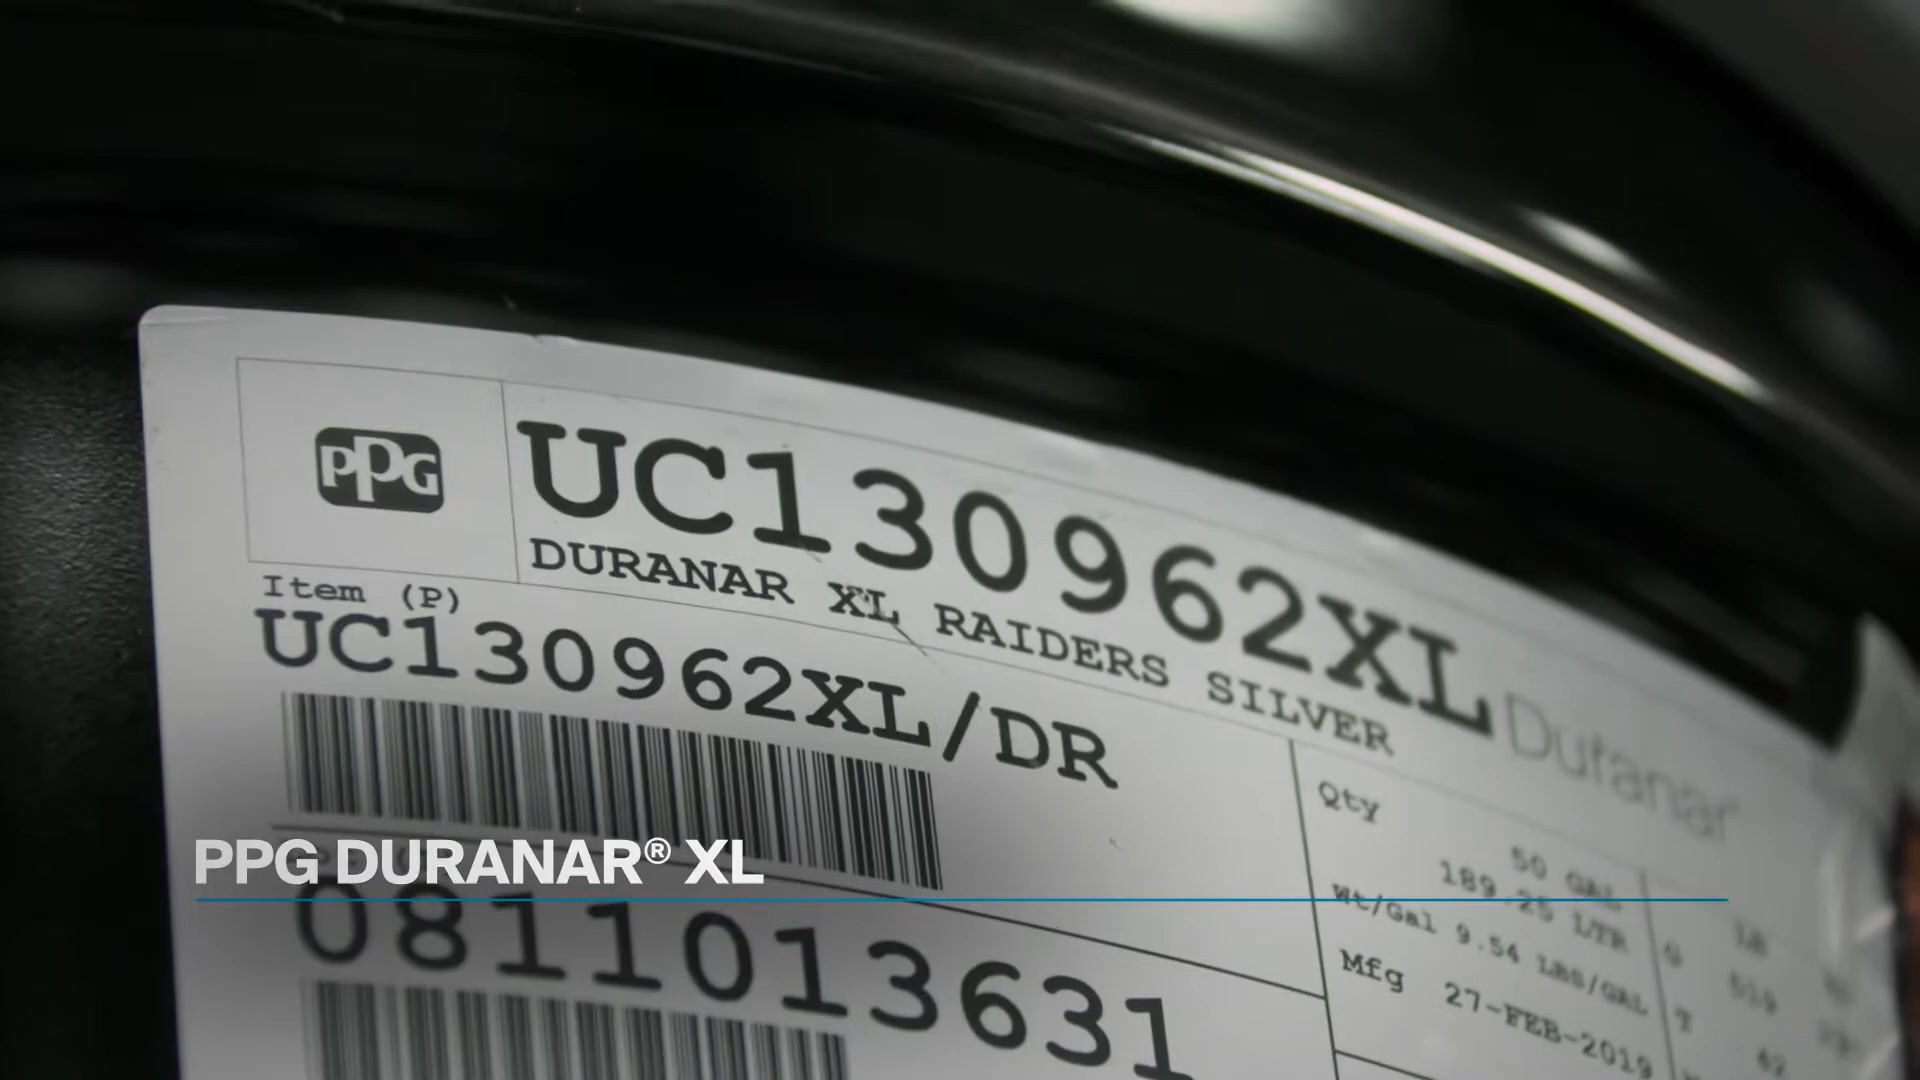 PPG
UC130962XL
DURANAR XL RAIDERS SILVER
Duranar
Item (P)
UC130962XL/DR
Qty
50 GAL
189.25 LTR
Wt/Gal 9.54 LBS/GAL
Mfg 27-FEB-2019
PPG DURANAR® XL
0811013631